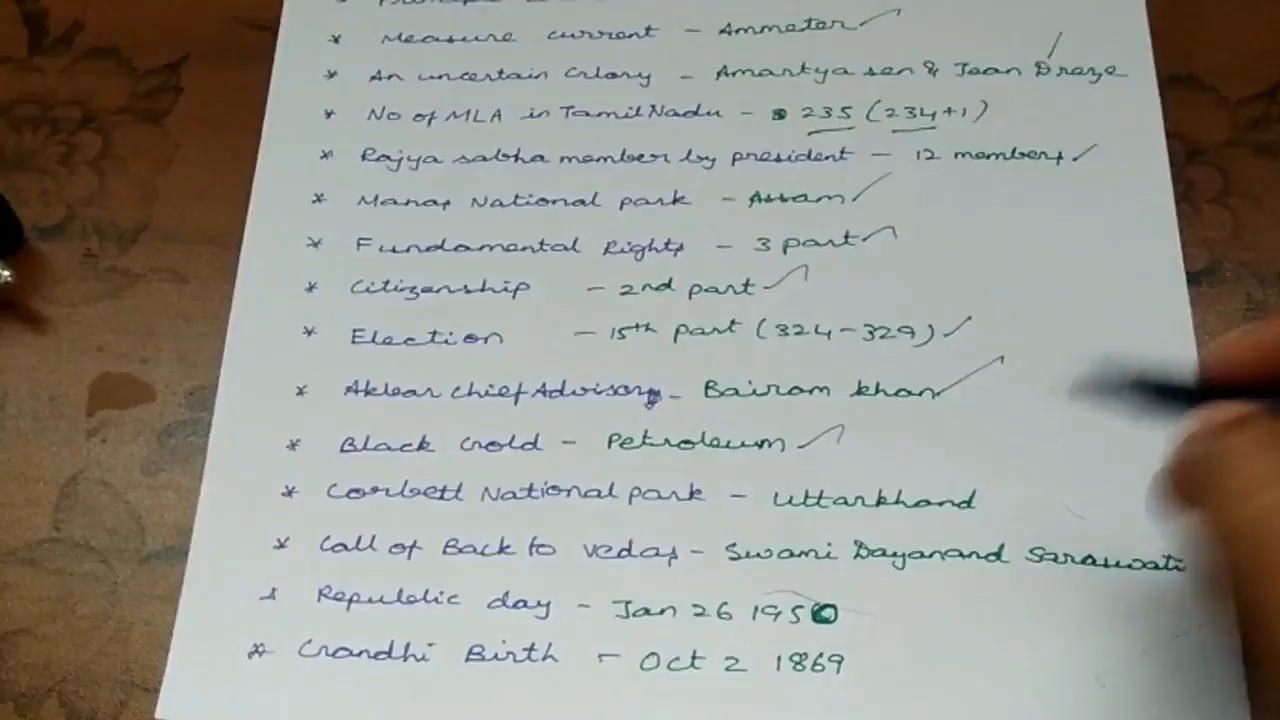 * Measure current - Ammeter
* An uncertain Glory - Amartya sen & Jean Dreze
* No of MLA in TamilNadu - 235 (234+1)
* Rajya sabha member by president - 12 members
* Manas National park - Assam
* Fundamental Rights - 3 part
* Citizenship - 2nd part
* Election - 15th part (324-329)
* Akbar chief Advisory - Bairam khan
* Black Gold - Petroleum
* Corbett National park - Uttarkhand
* Call of Back to vedas - Swami Dayanand Saraswati
* Republic day - Jan 26 1950
* Gandhi Birth - Oct 2 1869